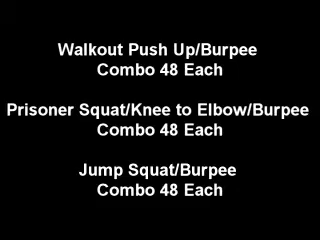 Walkout Push Up/Burpee
Combo 48 Each
Prisoner Squat/Knee to Elbow/Burpee
Combo 48 Each
Jump Squat/Burpee
Combo 48 Each